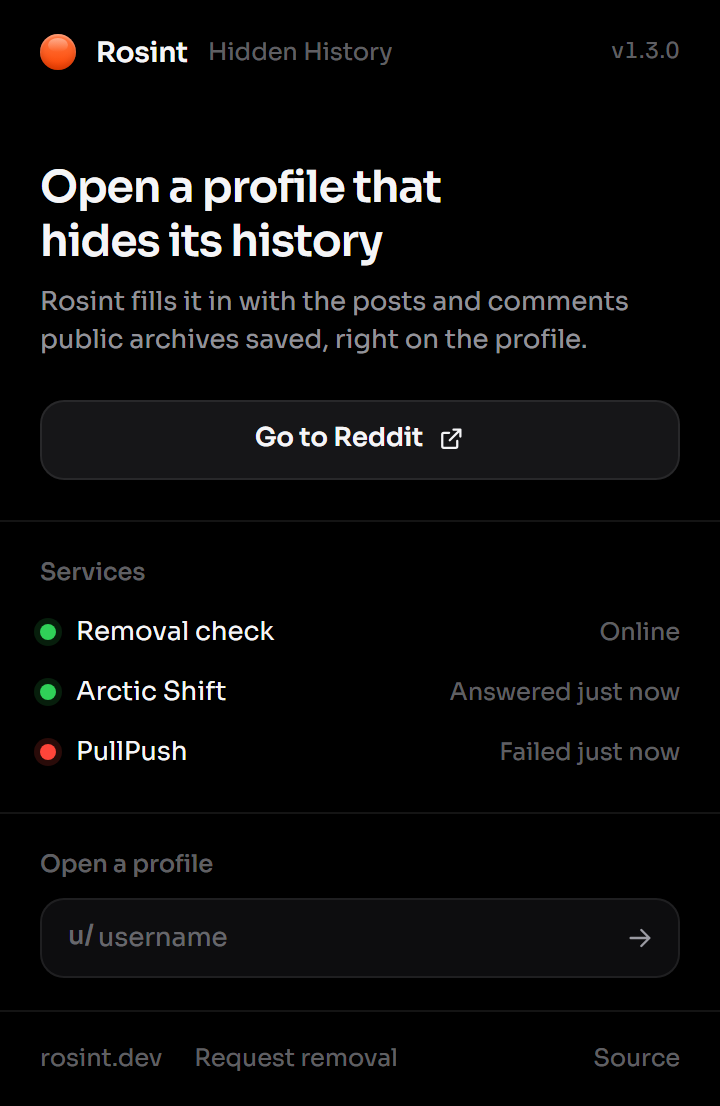 Rosint Hidden History v1.3.0
Open a profile that
hides its history
Rosint fills it in with the posts and comments
public archives saved, right on the profile.
Go to Reddit
Services
Removal check Online
Arctic Shift Answered just now
PullPush Failed just now
Open a profile
u/ username
rosint.dev Request removal Source